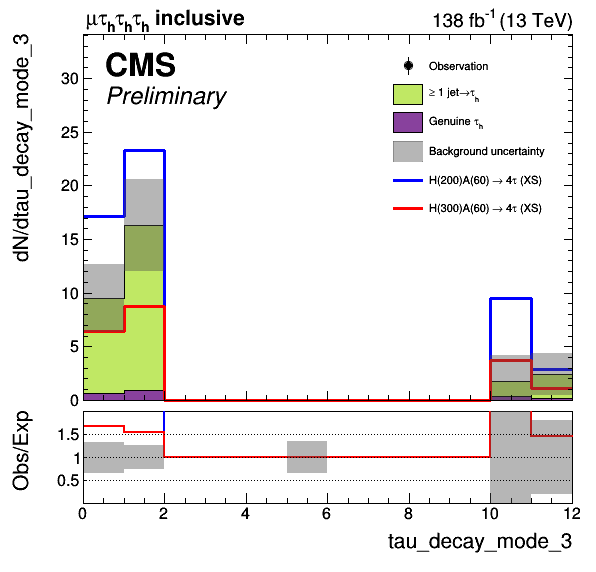 μτhτhτh inclusive
138 fb-1 (13 TeV)
dN/dtau_decay_mode_3
CMS
Preliminary
Observation
≥ 1 jet→τh
Genuine τh
Background uncertainty
H(200)A(60) → 4τ (XS)
H(300)A(60) → 4τ (XS)
30
25
20
15
10
5
0
Obs/Exp
1.5
1
0.5
0 2 4 6 8 10 12
tau_decay_mode_3